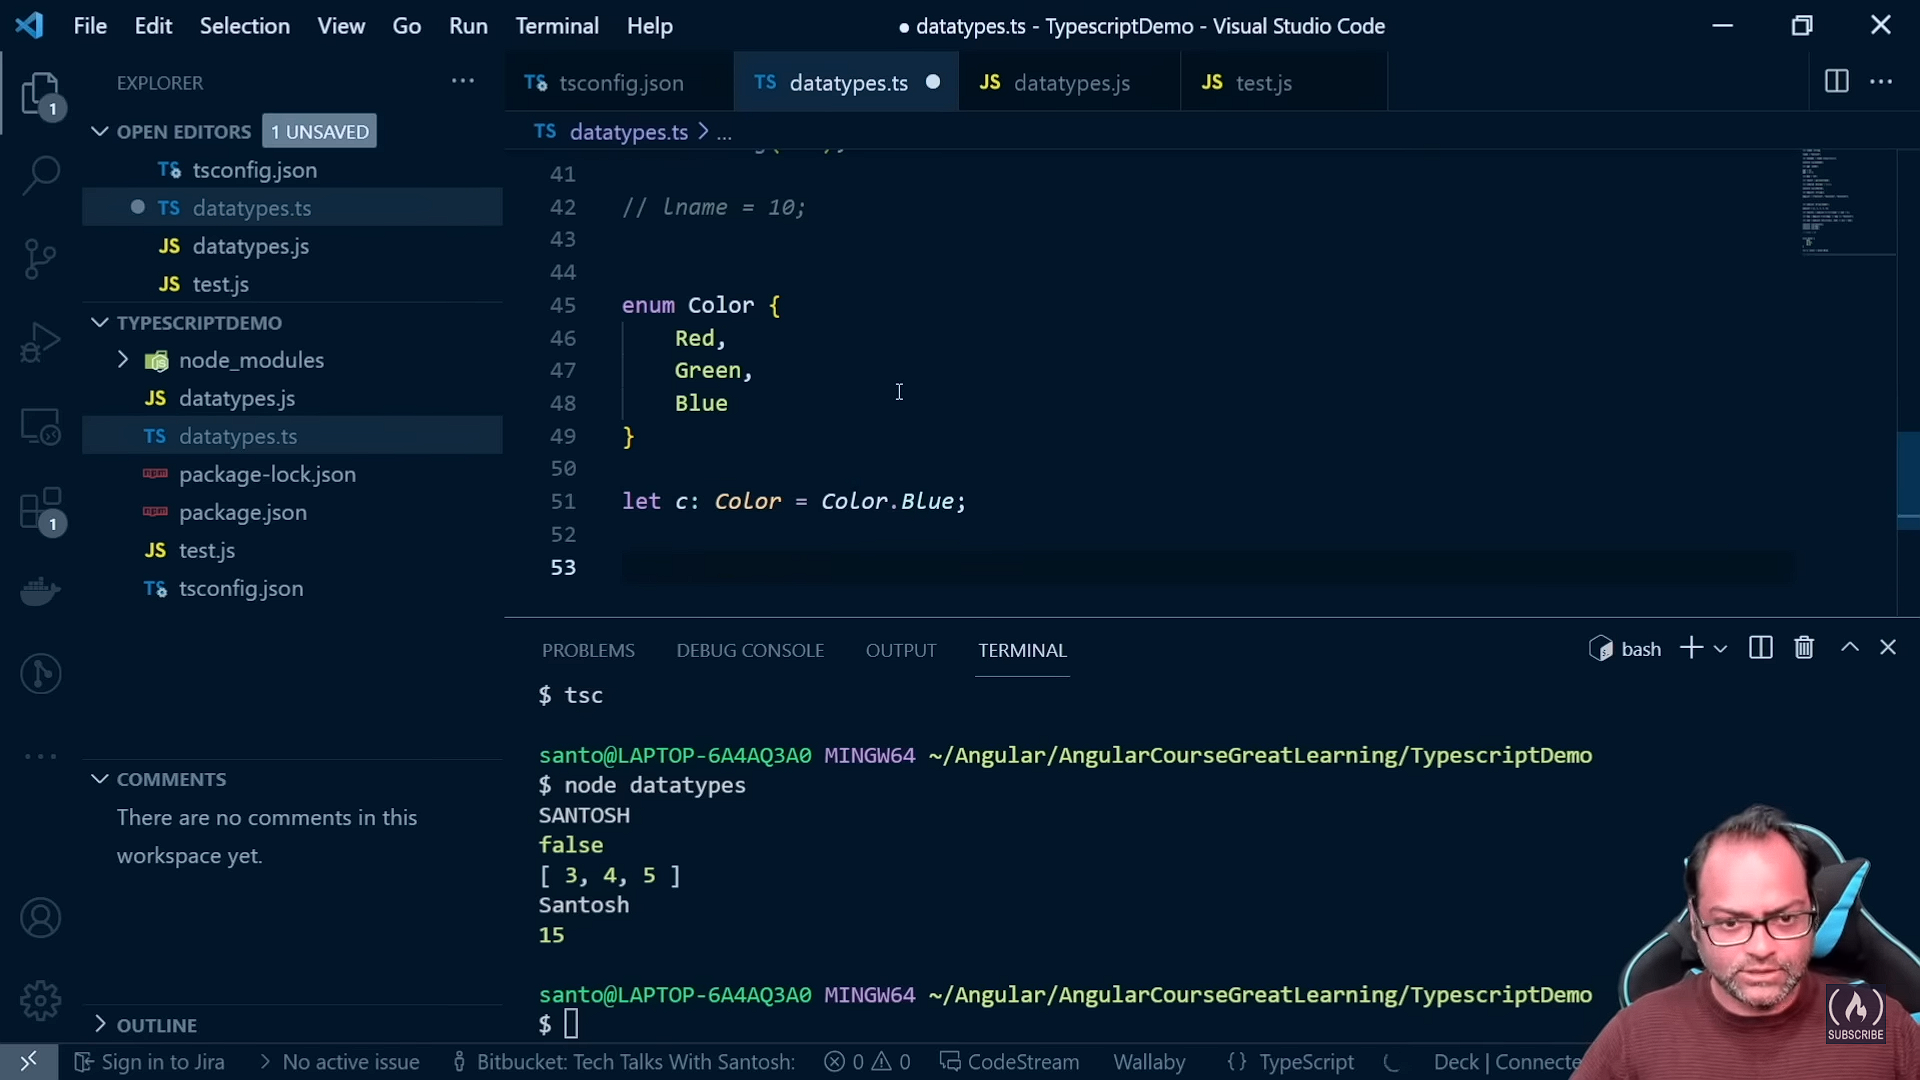 File Edit Selection View Go Run Terminal Help
● datatypes.ts - TypescriptDemo - Visual Studio Code
EXPLORER
TS tsconfig.json TS datatypes.ts JS datatypes.js JS test.js
OPEN EDITORS 1 UNSAVED
TS tsconfig.json
TS datatypes.ts
JS datatypes.js
JS test.js
TYPESCRIPTDEMO
node_modules
JS datatypes.js
TS datatypes.ts
package-lock.json
package.json
JS test.js
TS tsconfig.json
COMMENTS
There are no comments in this
workspace yet.
OUTLINE
1
1
TS datatypes.ts > ...
41
42 // lname = 10;
43
44
45 enum Color {
46 Red,
47 Green,
48 Blue
49 }
50
51 let c: Color = Color.Blue;
52
53
PROBLEMS DEBUG CONSOLE OUTPUT TERMINAL bash
$ tsc
santo@LAPTOP-6A4AQ3A0 MINGW64 ~/Angular/AngularCourseGreatLearning/TypescriptDemo
$ node datatypes
SANTOSH
false
[ 3, 4, 5 ]
Santosh
15
santo@LAPTOP-6A4AQ3A0 MINGW64 ~/Angular/AngularCourseGreatLearning/TypescriptDemo
$
SUBSCRIBE
Sign in to Jira No active issue Bitbucket: Tech Talks With Santosh: 0 0 CodeStream Wallaby {} TypeScript Deck | Connecte